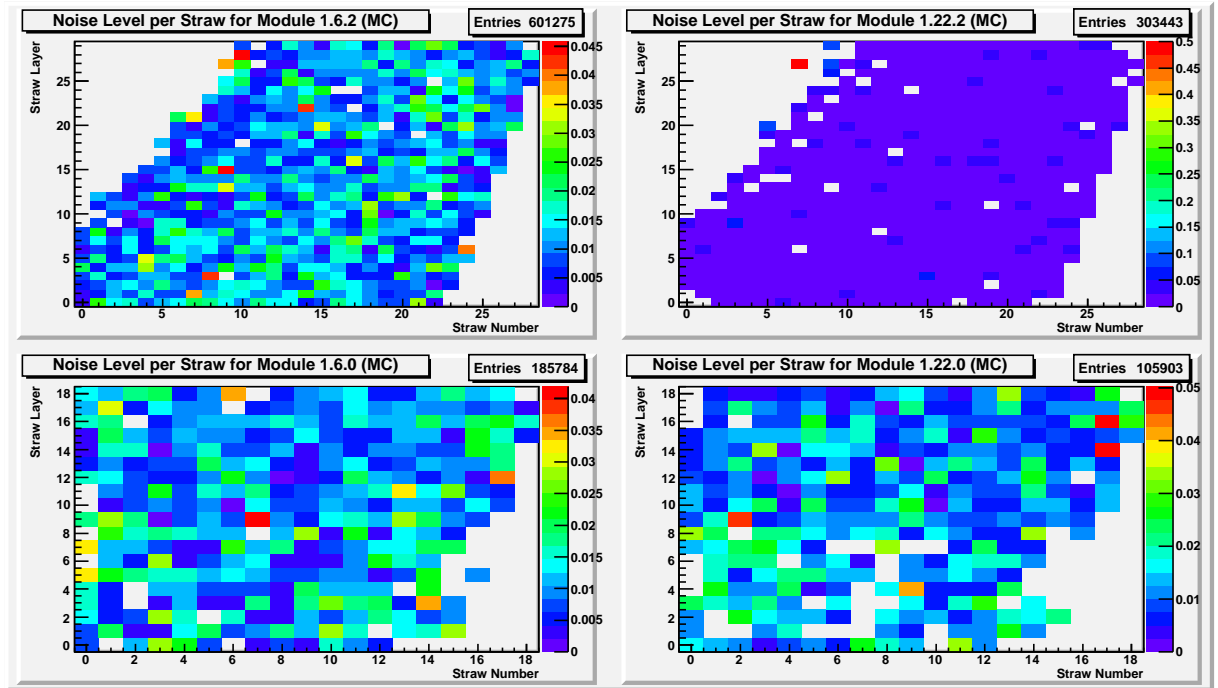 Noise Level per Straw for Module 1.6.2 (MC)
Entries 601275
Straw Layer
0 5 10 15 20 25
0 5 10 15 20 25
Straw Number
0 0.005 0.01 0.015 0.02 0.025 0.03 0.035 0.04 0.045
Noise Level per Straw for Module 1.22.2 (MC)
Entries 303443
Straw Layer
0 5 10 15 20 25
0 5 10 15 20 25
Straw Number
0 0.05 0.1 0.15 0.2 0.25 0.3 0.35 0.4 0.45 0.5
Noise Level per Straw for Module 1.6.0 (MC)
Entries 185784
Straw Layer
0 2 4 6 8 10 12 14 16 18
0 2 4 6 8 10 12 14 16 18
Straw Number
0 0.005 0.01 0.015 0.02 0.025 0.03 0.035 0.04
Noise Level per Straw for Module 1.22.0 (MC)
Entries 105903
Straw Layer
0 2 4 6 8 10 12 14 16 18
0 2 4 6 8 10 12 14 16 18
Straw Number
0 0.01 0.02 0.03 0.04 0.05